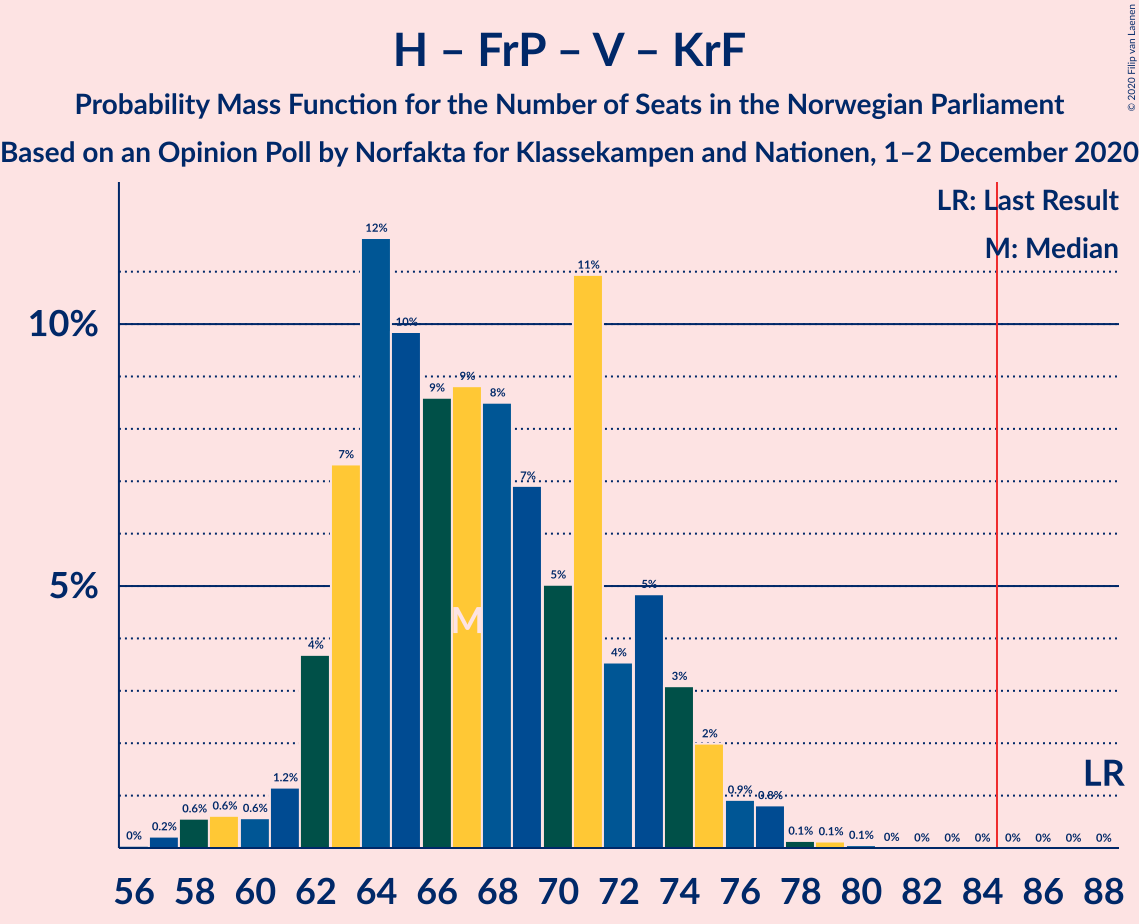 H – FrP – V – KrF
Probability Mass Function for the Number of Seats in the Norwegian Parliament
Based on an Opinion Poll by Norfakta for Klassekampen and Nationen, 1–2 December 2020
© 2020 Filip van Laenen
LR: Last Result
M: Median
10%
5%
0% 0.2% 0.6% 0.6% 0.6% 1.2% 4% 7% 12% 10% 9% 9% 8% 7% 5% 11% 4% 5% 3% 2% 0.9% 0.8% 0.1% 0.1% 0.1% 0% 0% 0% 0% 0% 0% 0% 0%
M
LR
56 58 60 62 64 66 68 70 72 74 76 78 80 82 84 86 88